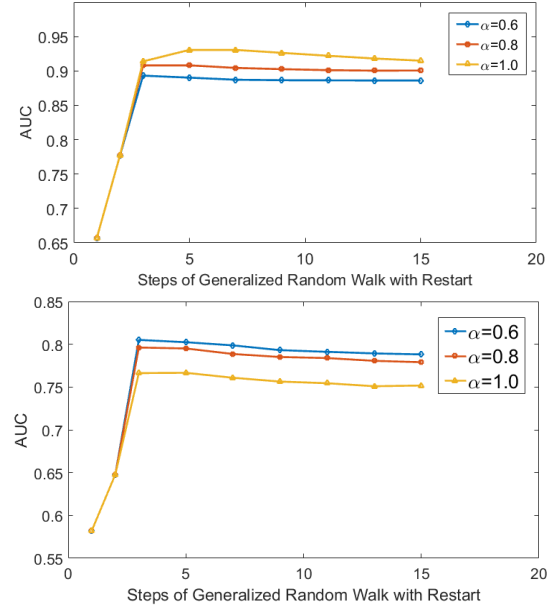 0.95
0.9
0.85
0.8
0.75
0.7
0.65
AUC
0 5 10 15 20
Steps of Generalized Random Walk with Restart
α=0.6
α=0.8
α=1.0
0.85
0.8
0.75
0.7
0.65
0.6
0.55
AUC
0 5 10 15 20
Steps of Generalized Random Walk with Restart
α=0.6
α=0.8
α=1.0